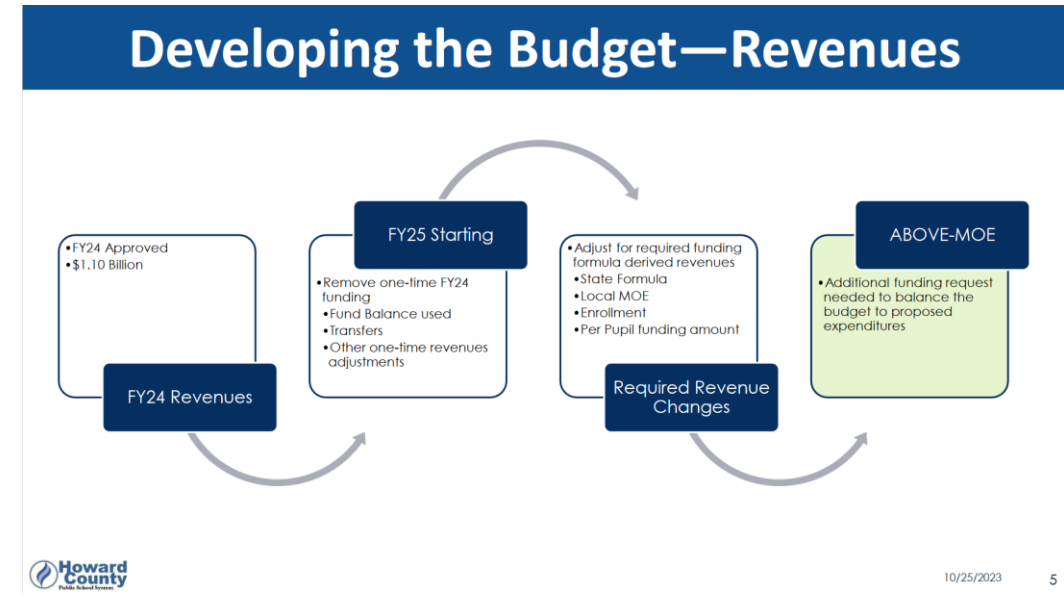 Developing the Budget—Revenues
•FY24 Approved
•$1.10 Billion
FY24 Revenues
FY25 Starting
•Remove one-time FY24
funding
•Fund Balance used
•Transfers
•Other one-time revenues
adjustments
•Adjust for required funding
formula derived revenues
•State Formula
•Local MOE
•Enrollment
•Per Pupil funding amount
Required Revenue
Changes
ABOVE-MOE
•Additional funding request
needed to balance the
budget to proposed
expenditures
Howard
County
Public School System
10/25/2023
5